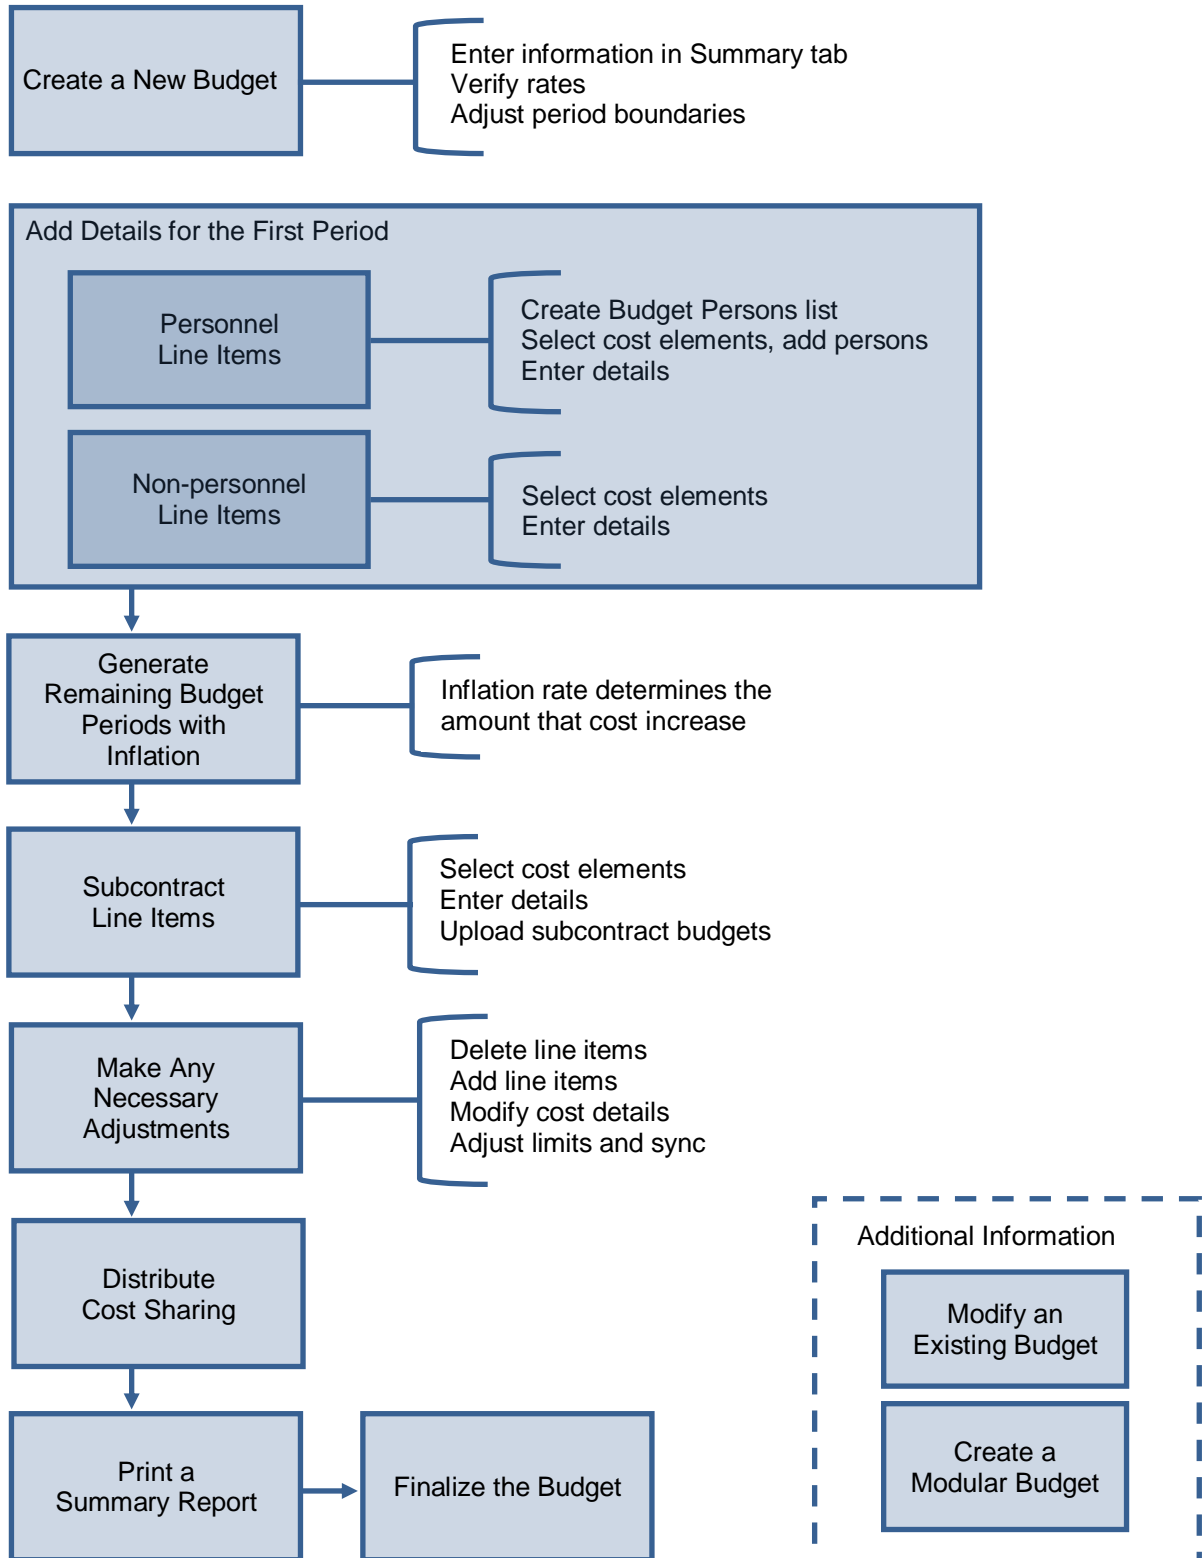 Create a New Budget
Enter information in Summary tab
Verify rates
Adjust period boundaries
Add Details for the First Period
Personnel
Line Items
Create Budget Persons list
Select cost elements, add persons
Enter details
Non-personnel
Line Items
Select cost elements
Enter details
Generate
Remaining Budget
Periods with
Inflation
Inflation rate determines the
amount that cost increase
Subcontract
Line Items
Select cost elements
Enter details
Upload subcontract budgets
Make Any
Necessary
Adjustments
Delete line items
Add line items
Modify cost details
Adjust limits and sync
Distribute
Cost Sharing
Print a
Summary Report
Finalize the Budget
Additional Information
Modify an
Existing Budget
Create a
Modular Budget